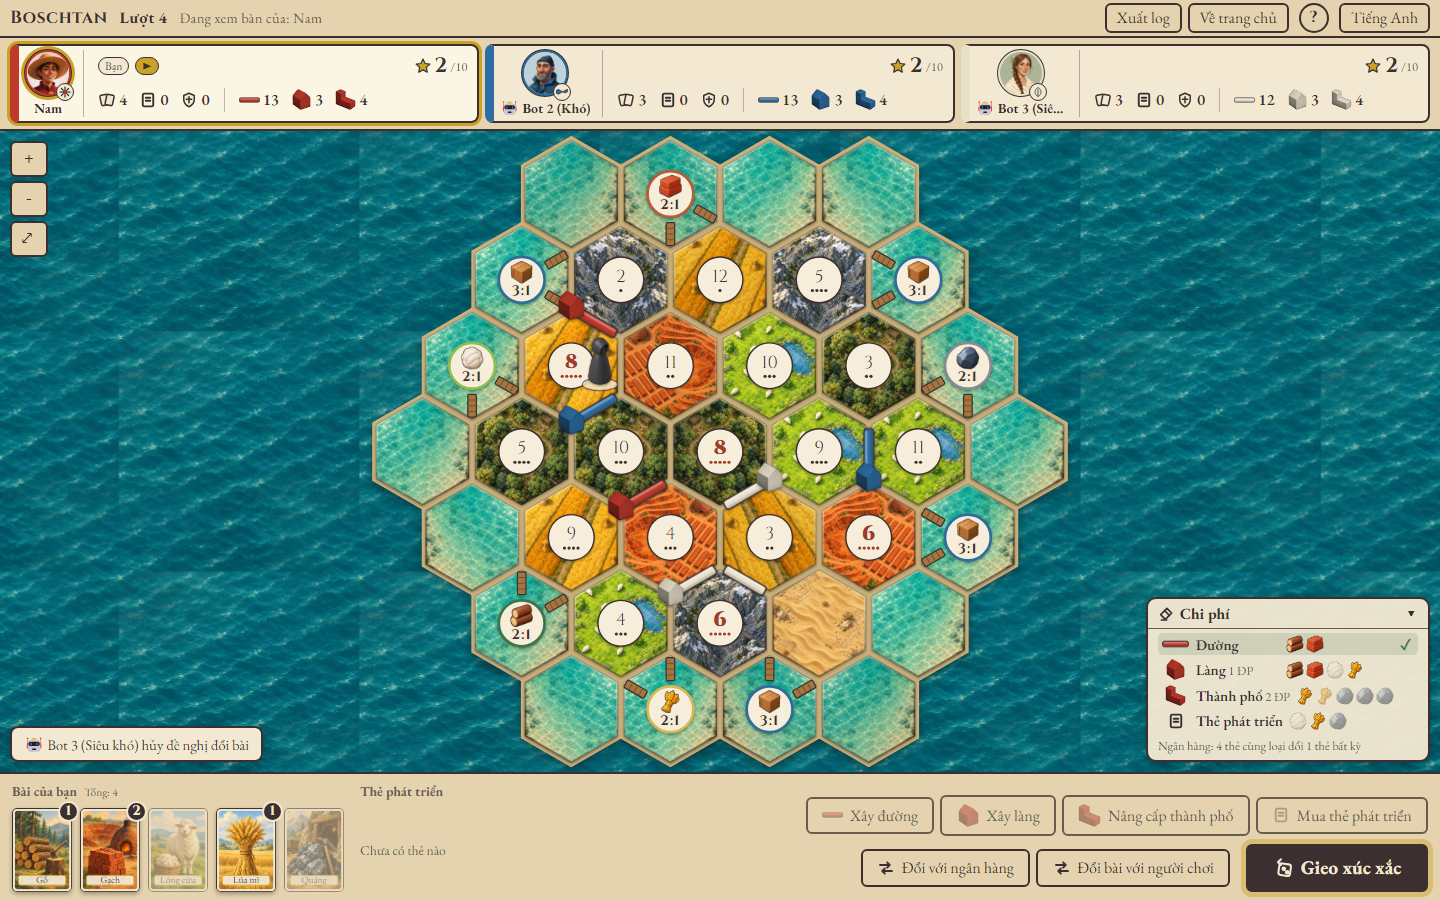 BOSCHTAN Lượt 4 Đang xem bàn của: Nam
Xuất log
Về trang chủ
?
Tiếng Anh
Bạn
2 /10
4 0 0 13 3 4
Nam
2 /10
3 0 0 13 3 4
Bot 2 (Khó)
2 /10
3 0 0 12 3 4
Bot 3 (Siê...
+
-
2:1
3:1
2
12
5
3:1
2:1
8
11
10
3
2:1
5
10
8
9
11
9
4
3
6
3:1
2:1
4
6
2:1
3:1
Chi phí
Đường
Làng 1 ĐP
Thành phố 2 ĐP
Thẻ phát triển
Ngân hàng: 4 thẻ cùng loại đổi 1 thẻ bất kỳ
Bot 3 (Siêu khó) hủy đề nghị đổi bài
Bài của bạn Tổng: 4
1
2
1
Gỗ
Gạch
Lông cừu
Lúa mì
Quặng
Thẻ phát triển
Chưa có thẻ nào
Xây đường
Xây làng
Nâng cấp thành phố
Mua thẻ phát triển
Đổi với ngân hàng
Đổi bài với người chơi
Gieo xúc xắc